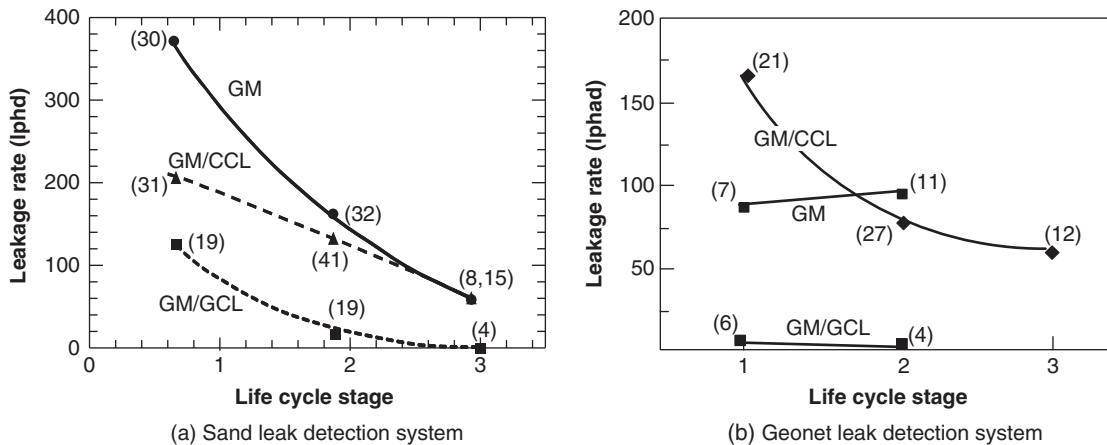 400
300
200
100
0
Leakage rate (lphd)
(30)
GM
GM/CCL
(31)
(32)
(19)
(41)
(8,15)
GM/GCL
(19)
(4)
0 1 2 3
Life cycle stage
(a) Sand leak detection system
200
150
100
50
Leakage rate (lphad)
(21)
GM/CCL
(7)
(11)
GM
(27)
(12)
(6)
GM/GCL
(4)
1 2 3
Life cycle stage
(b) Geonet leak detection system